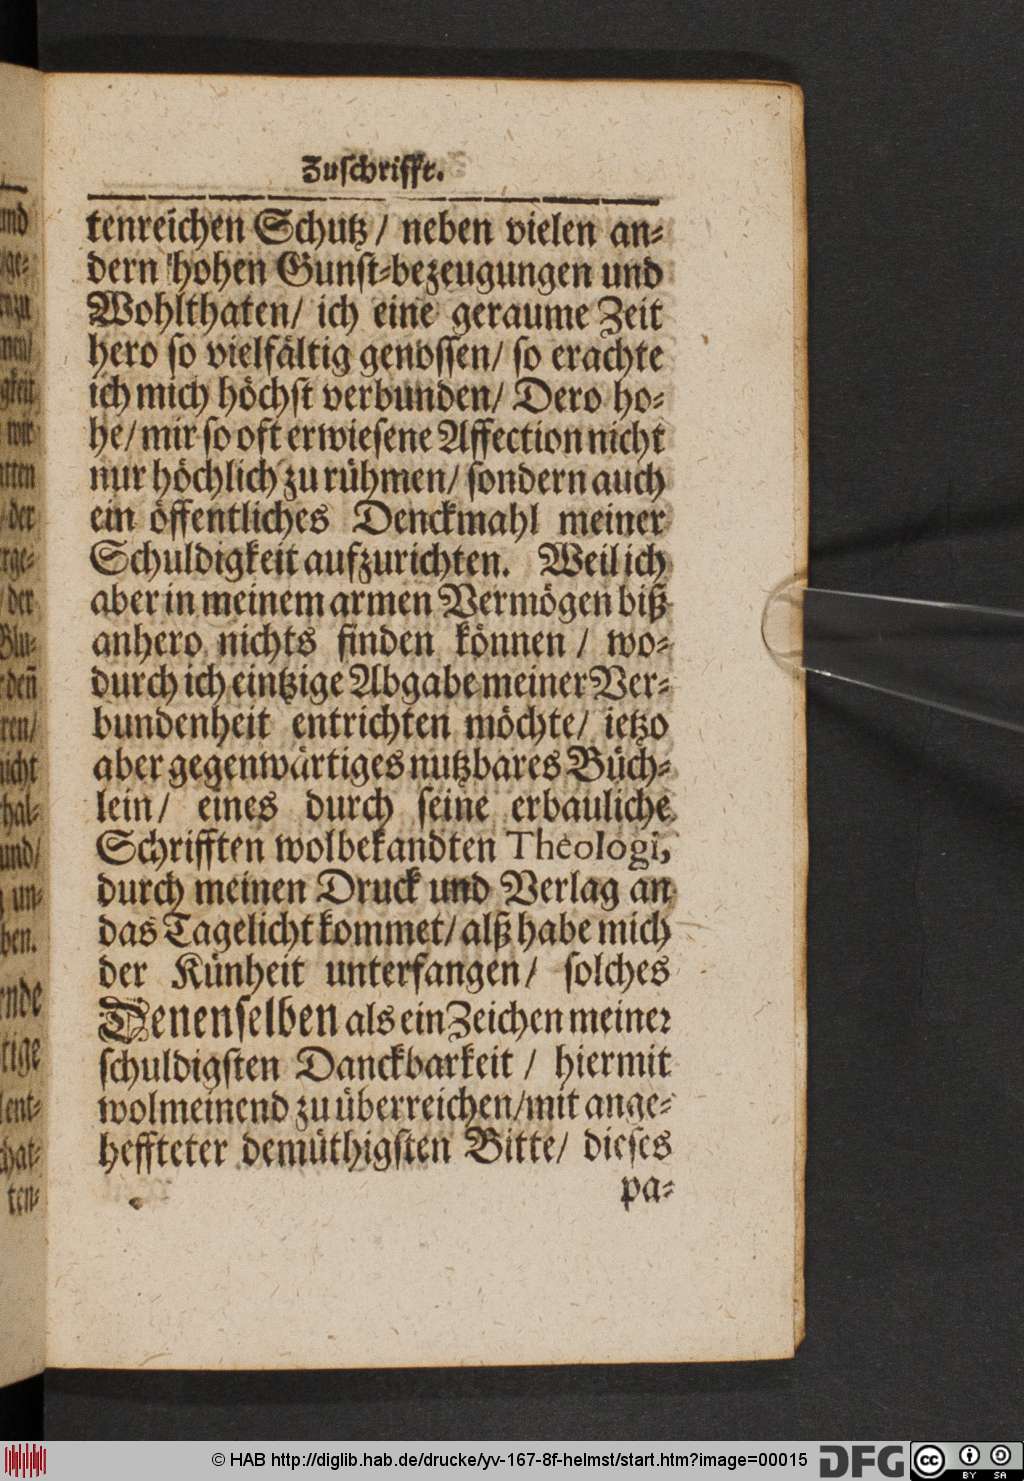 Zuschrifft.
tenreichen Schutz/ neben vielen an-
dern hohen Gunst-bezeugungen und
Wohlthaten/ ich eine geraume Zeit
hero so vielfältig genossen/ so erachte
ich mich höchst verbunden/ Dero ho-
he/ mir so oft erwiesene Affection nicht
nur höchlich zu rühmen/ sondern auch
ein öffentliches Denckmahl meiner
Schuldigkeit aufzurichten. Weil ich
aber in meinem armen Vermögen biß
anhero nichts finden können / wo-
durch ich eintzige Abgabe meiner Ver-
bundenheit entrichten möchte/ ietzo
aber gegenwärtiges nutzbares Büch-
lein/ eines durch seine erbauliche
Schrifften wolbekandten Theologi,
durch meinen Druck und Verlag an
das Tagelicht kommet/ alß habe mich
der Künheit unterfangen/ solches
Denenselben als ein Zeichen meiner
schuldigsten Danckbarkeit / hiermit
wolmeinend zu überreichen/ mit ange-
heffteter demüthigsten Bitte/ dieses
pa-
© HAB http://diglib.hab.de/drucke/yv-167-8f-helmst/start.htm?image=00015
DFG
cc
BY SA